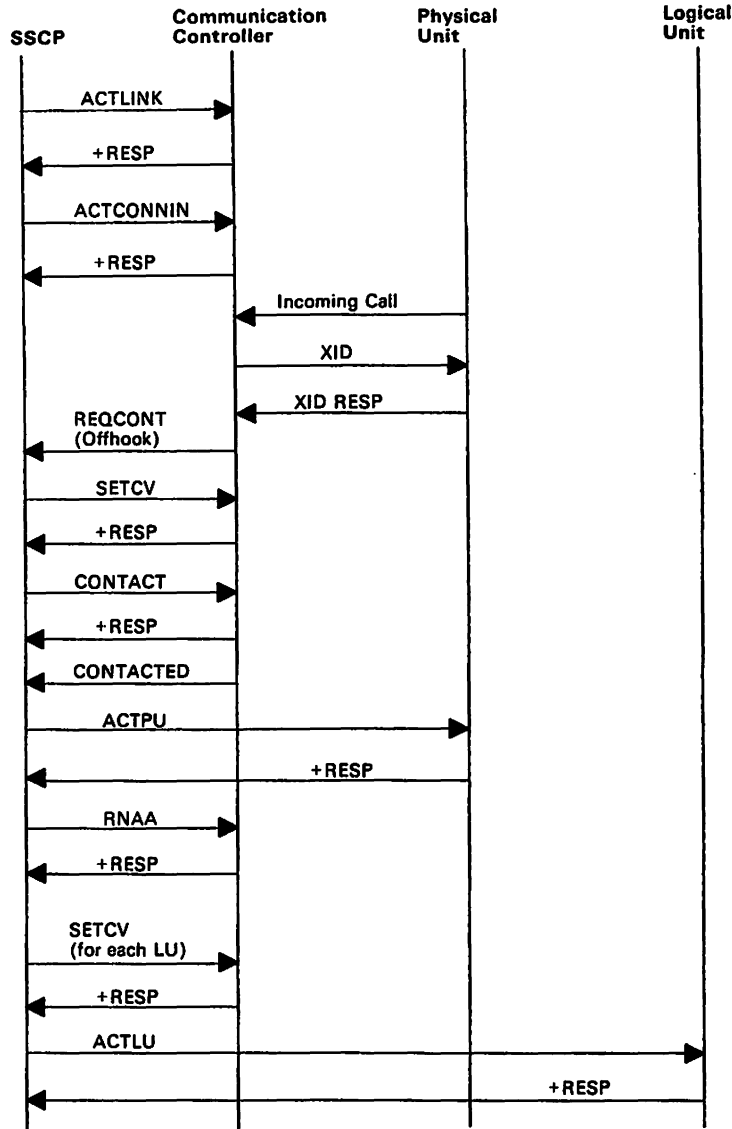 SSCP
Communication
Controller
Physical
Unit
Logical
Unit
ACTLINK
+RESP
ACTCONNIN
+RESP
Incoming Call
XID
XID RESP
REQCONT
(Offhook)
SETCV
+RESP
CONTACT
+RESP
CONTACTED
ACTPU
+RESP
RNAA
+RESP
SETCV
(for each LU)
+RESP
ACTLU
+RESP